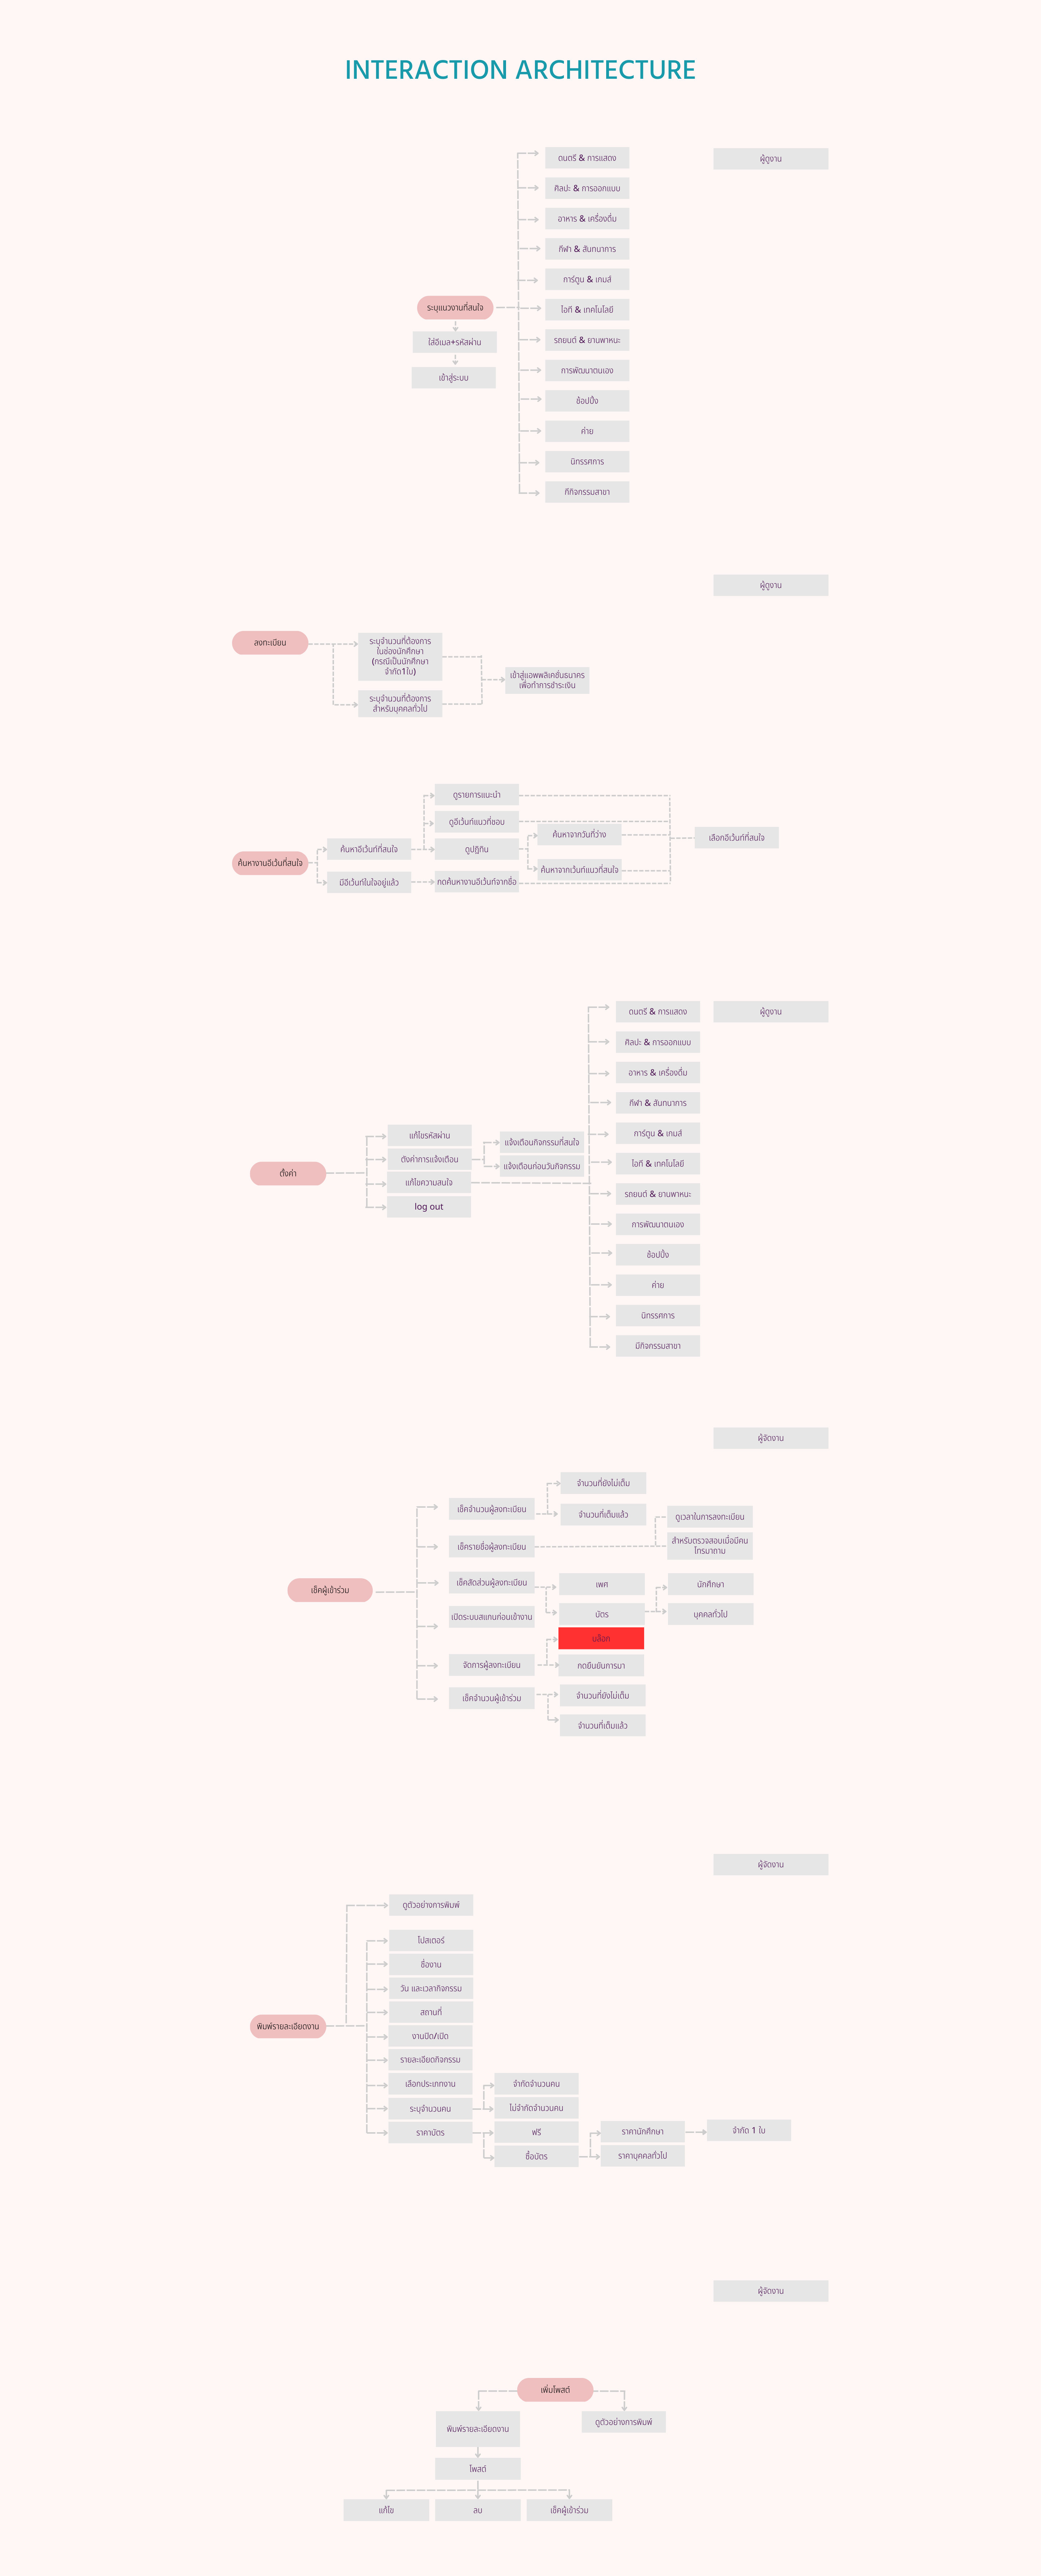 INTERACTION ARCHITECTURE
ผู้ดูงาน
ระบุแนวงานที่สนใจ
ใส่อีเมล+รหัสผ่าน
เข้าสู่ระบบ
ดนตรี & การแสดง
ศิลปะ & การออกแบบ
อาหาร & เครื่องดื่ม
กีฬา & สันทนาการ
การ์ตูน & เกมส์
ไอที & เทคโนโลยี
รถยนต์ & ยานพาหนะ
การพัฒนาตนเอง
ช้อปปิ้ง
ค่าย
นิทรรศการ
กีกิจกรรมสาขา
ผู้ดูงาน
ลงทะเบียน
ระบุจำนวนที่ต้องการ
ในช่องนักศึกษา
(กรณีเป็นนักศึกษา
จำกัด1ใบ)
ระบุจำนวนที่ต้องการ
สำหรับบุคคลทั่วไป
เข้าสู่แอพพลิเคชั่นธนาคร
เพื่อทำการชำระเงิน
ค้นหางานอีเว้นที่สนใจ
ค้นหาอีเว้นท์ที่สนใจ
มีอีเว้นท์ในใจอยู่แล้ว
ดูรายการแนะนำ
ดูอีเว้นท์แนวที่ชอบ
ดูปฏิทิน
กดค้นหางานอีเว้นท์จากชื่อ
ค้นหาจากวันที่ว่าง
ค้นหาจากเว้นท์แนวที่สนใจ
เลือกอีเว้นท์ที่สนใจ
ผู้ดูงาน
ตั้งค่า
แก้ไขรหัสผ่าน
ตังค่าการแจ้งเตือน
แก้ไขความสนใจ
log out
แจ้งเตือนกิจกรรมที่สนใจ
แจ้งเตือนก่อนวันกิจกรรม
ดนตรี & การแสดง
ศิลปะ & การออกแบบ
อาหาร & เครื่องดื่ม
กีฬา & สันทนาการ
การ์ตูน & เกมส์
ไอที & เทคโนโลยี
รถยนต์ & ยานพาหนะ
การพัฒนาตนเอง
ช้อปปิ้ง
ค่าย
นิทรรศการ
มีกิจกรรมสาขา
ผู้จัดงาน
เช็คผู้เข้าร่วม
เช็คจำนวนผู้ลงทะเบียน
เช็ครายชื่อผู้ลงทะเบียน
เช็คสัดส่วนผู้ลงทะเบียน
เปิดระบบสแกนก่อนเข้างาน
จัดการผู้ลงทะเบียน
เช็คจำนวนผู้เข้าร่วม
จำนวนที่ยังไม่เต็ม
จำนวนที่เต็มแล้ว
ดูเวลาในการลงทะเบียน
สำหรับตรวจสอบเมื่อมีคน
โทรมาถาม
เพศ
บัตร
นักศึกษา
บุคคลทั่วไป
บล็อก
กดยืนยันการมา
จำนวนที่ยังไม่เต็ม
จำนวนที่เต็มแล้ว
ผู้จัดงาน
พิมพ์รายละเอียดงาน
ดูตัวอย่างการพิมพ์
โปสเตอร์
ชื่องาน
วัน และเวลากิจกรรม
สถานที่
งานปิด/เปิด
รายละเอียดกิจกรรม
เลือกประเภทงาน
ระบุจำนวนคน
ราคาบัตร
จำกัดจำนวนคน
ไม่จำกัดจำนวนคน
ฟรี
ซื้อบัตร
ราคานักศึกษา
ราคาบุคคลทั่วไป
จำกัด 1 ใบ
ผู้จัดงาน
เพิ่มโพสต์
พิมพ์รายละเอียดงาน
ดูตัวอย่างการพิมพ์
โพสต์
แก้ไข
ลบ
เช็คผู้เข้าร่วม